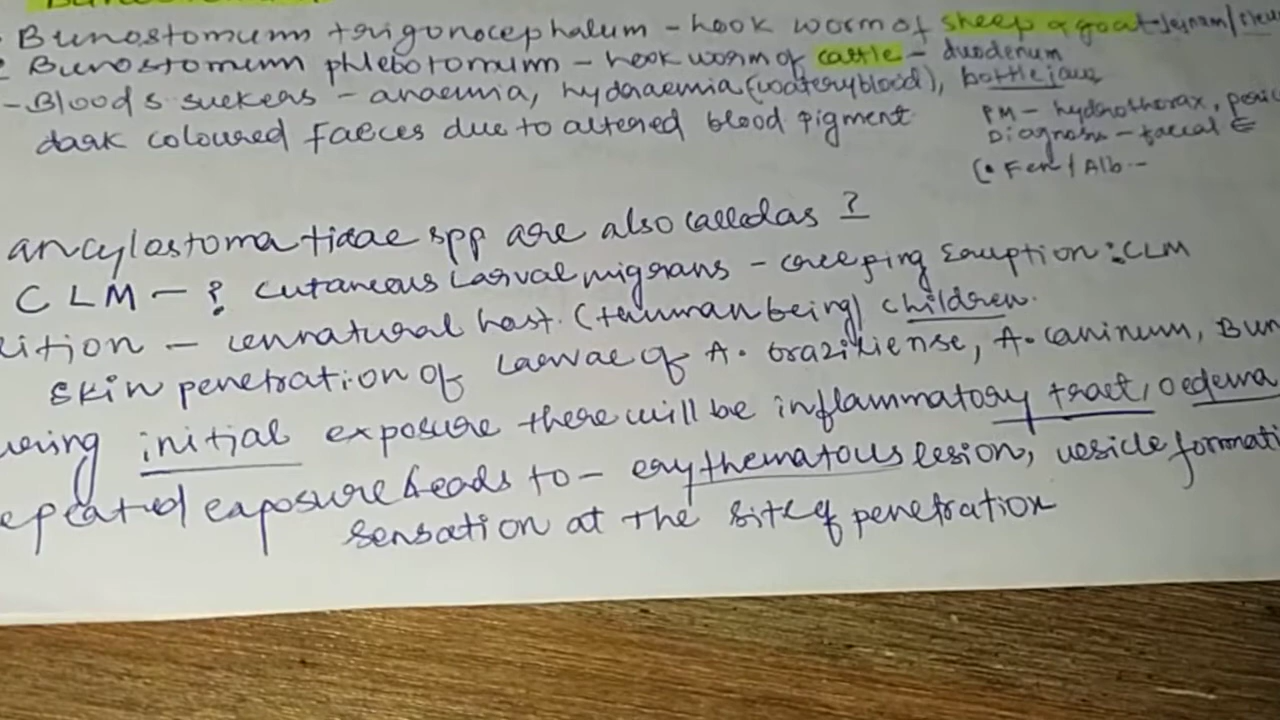 Bunostomum trigonocephalum - hook worm of sheep & goat - Jejunum/
Bunostomum phlebotomum - hook worm of cattle - duodenum
- Blood suckers - anaemia, hydraemia (watery blood), bottle jaw
dark coloured faeces due to altered blood pigment
PM - hydrothorax,
Diagnosis - faecal E
(• Fen / Alb --
ancylostomatidae spp are also called as ?
CLM - ? cutaneous Larval migrans - creeping Eruption : CLM
ition - unnatural host. (Human being) children.
skin penetration of Larvae of A. braziliense, A. caninum, Bun
uring initial exposure there will be inflammatory tract, oedema
epeated exposure leads to - erythematous lesion, vesicle formati
sensation at the site of penetration